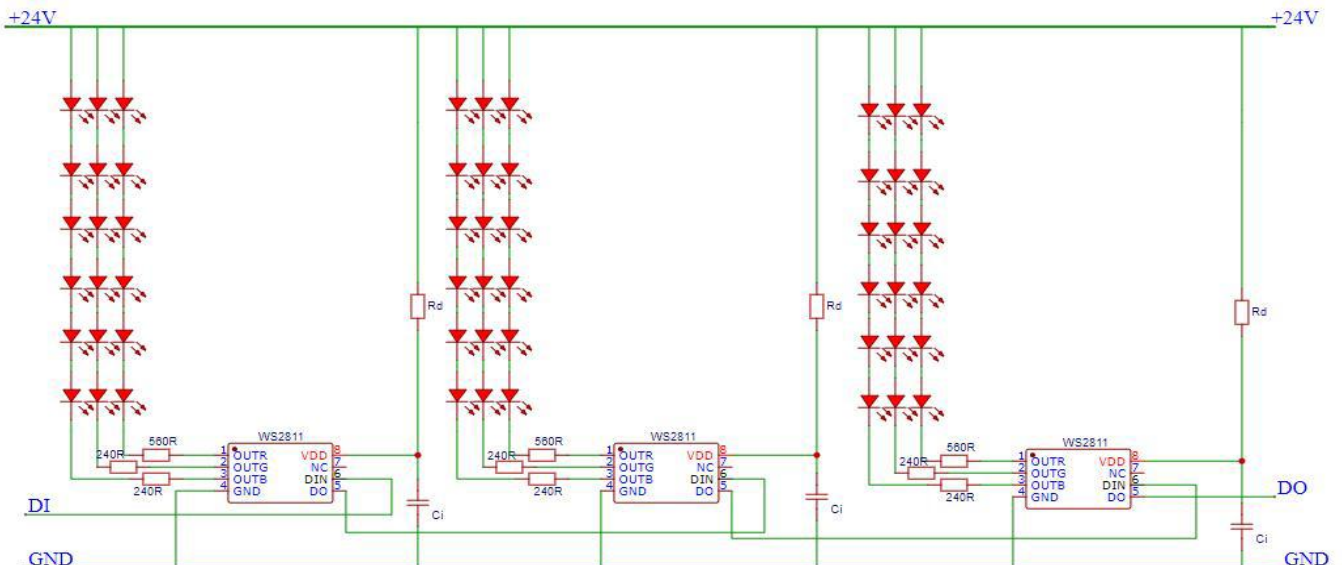 +24V +24V
Rd Rd Rd
WS2811 WS2811 WS2811
560R 560R 560R
240R 240R 240R
240R 240R 240R
1 OUTR VDD 8
2 OUTG NC 7
3 OUTB DIN 6
4 GND DO 5
1 OUTR VDD 8
2 OUTG NC 7
3 OUTB DIN 6
4 GND DO 5
1 OUTR VDD 8
2 OUTG NC 7
3 OUTB DIN 6
4 GND DO 5
DI DO
Ci Ci Ci
GND GND